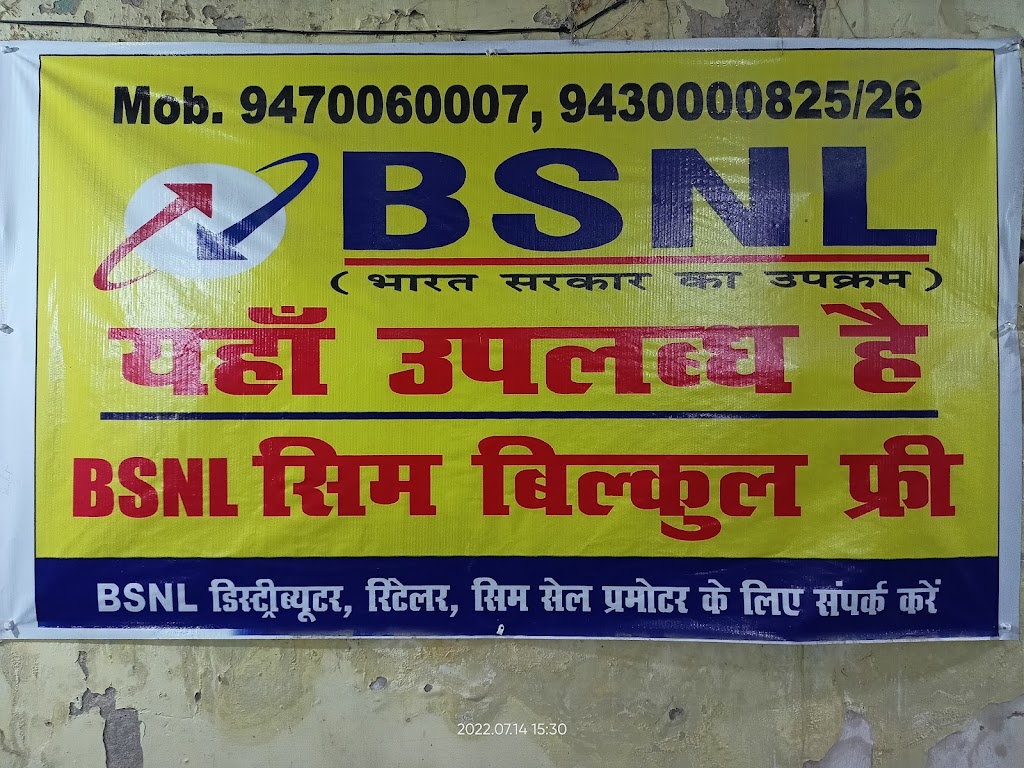 Mob. 9470060007, 9430000825/26
BSNL
( भारत सरकार का उपक्रम )
यहाँ उपलब्ध है
BSNL सिम बिल्कुल फ्री
BSNL डिस्ट्रीब्यूटर, रिटेलर, सिम सेल प्रमोटर के लिए संपर्क करें
2022.07.14 15:30